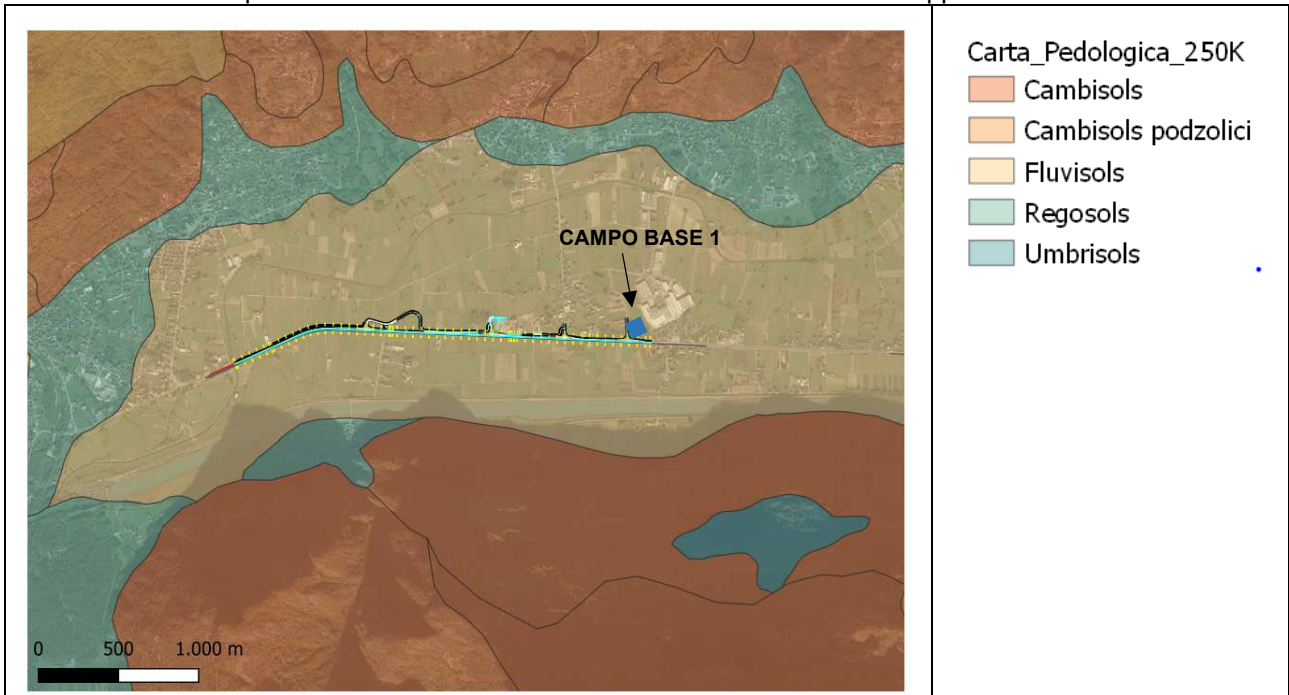 Carta_Pedologica_250K
Cambisols
Cambisols podzolici
Fluvisols
Regosols
Umbrisols
CAMPO BASE 1
0 500 1.000 m